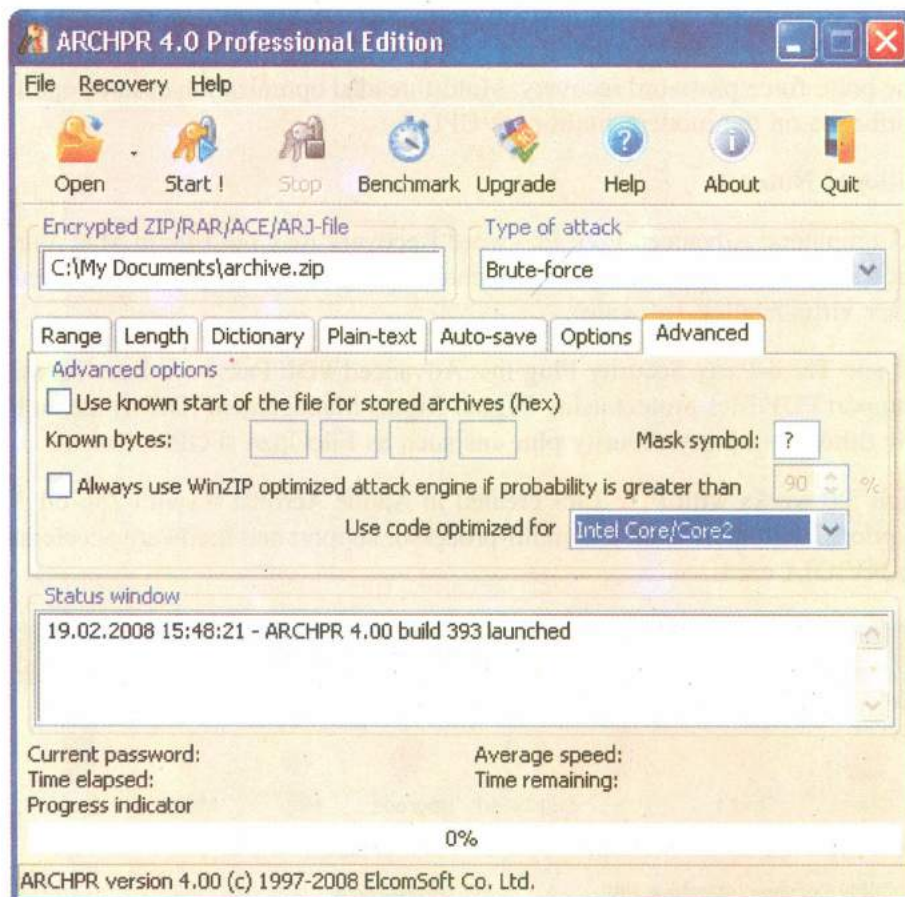 ARCHPR 4.0 Professional Edition
File Recovery Help
Open Start ! Stop Benchmark Upgrade Help About Quit
Encrypted ZIP/RAR/ACE/ARJ-file Type of attack
C:\My Documents\archive.zip Brute-force
Range Length Dictionary Plain-text Auto-save Options Advanced
Advanced options
Use known start of the file for stored archives (hex)
Known bytes: Mask symbol: ?
Always use WinZIP optimized attack engine if probability is greater than 90 %
Use code optimized for Intel Core/Core2
Status window
19.02.2008 15:48:21 - ARCHPR 4.00 build 393 launched
Current password: Average speed:
Time elapsed: Time remaining:
Progress indicator
0%
ARCHPR version 4.00 (c) 1997-2008 ElcomSoft Co. Ltd.